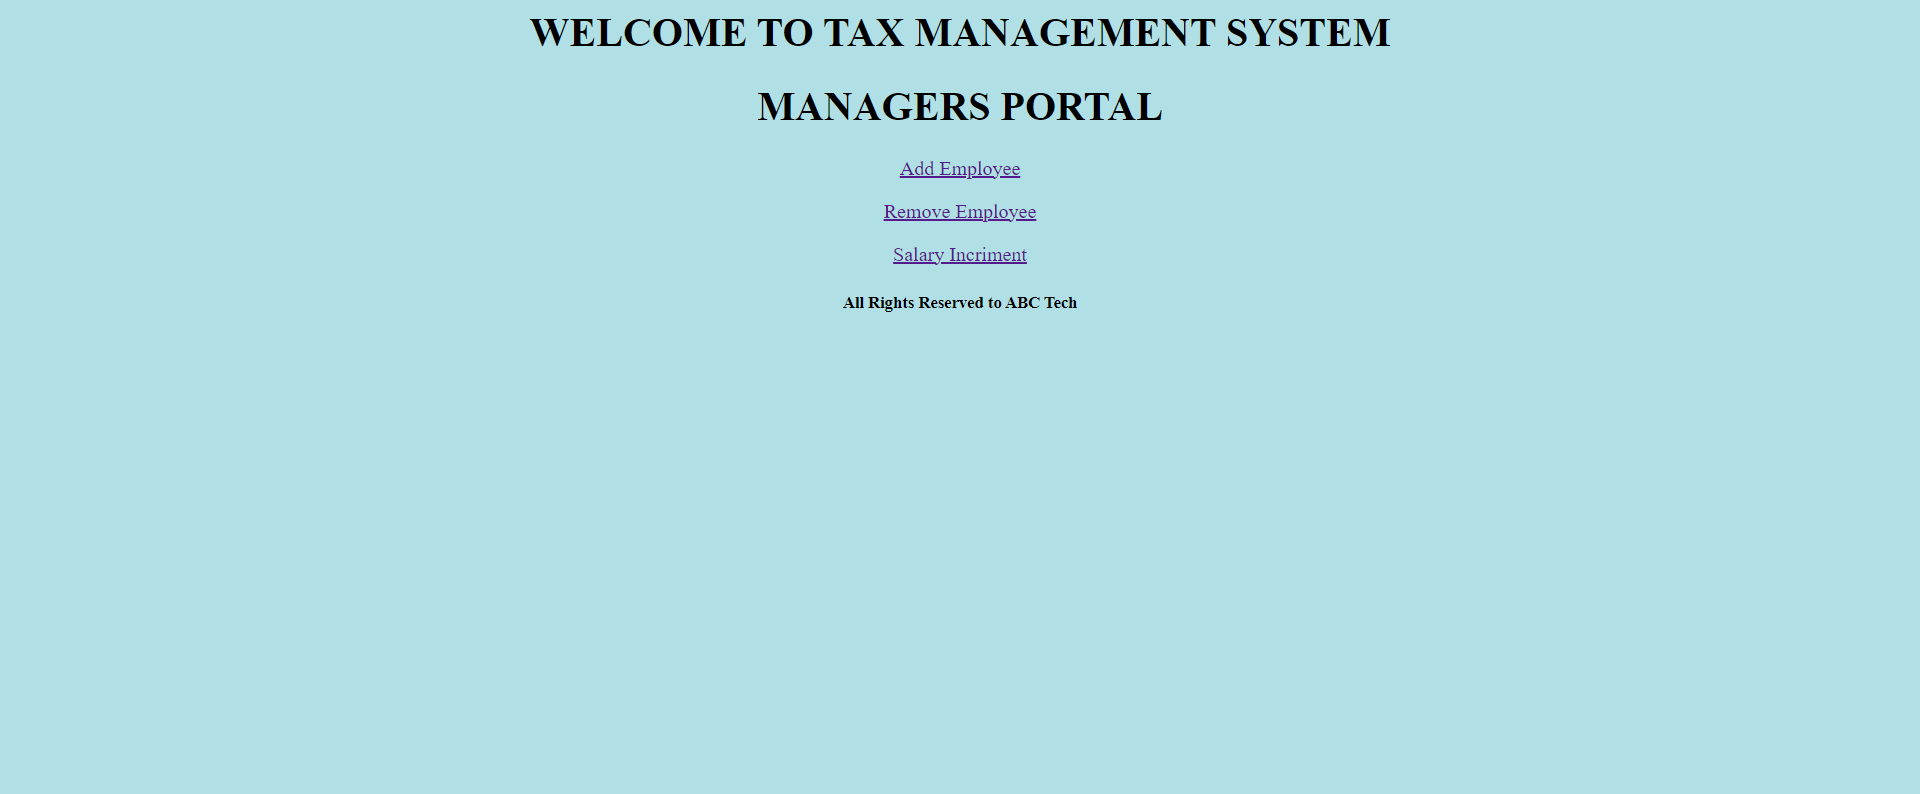 WELCOME TO TAX MANAGEMENT SYSTEM
MANAGERS PORTAL
Add Employee
Remove Employee
Salary Incriment
All Rights Reserved to ABC Tech